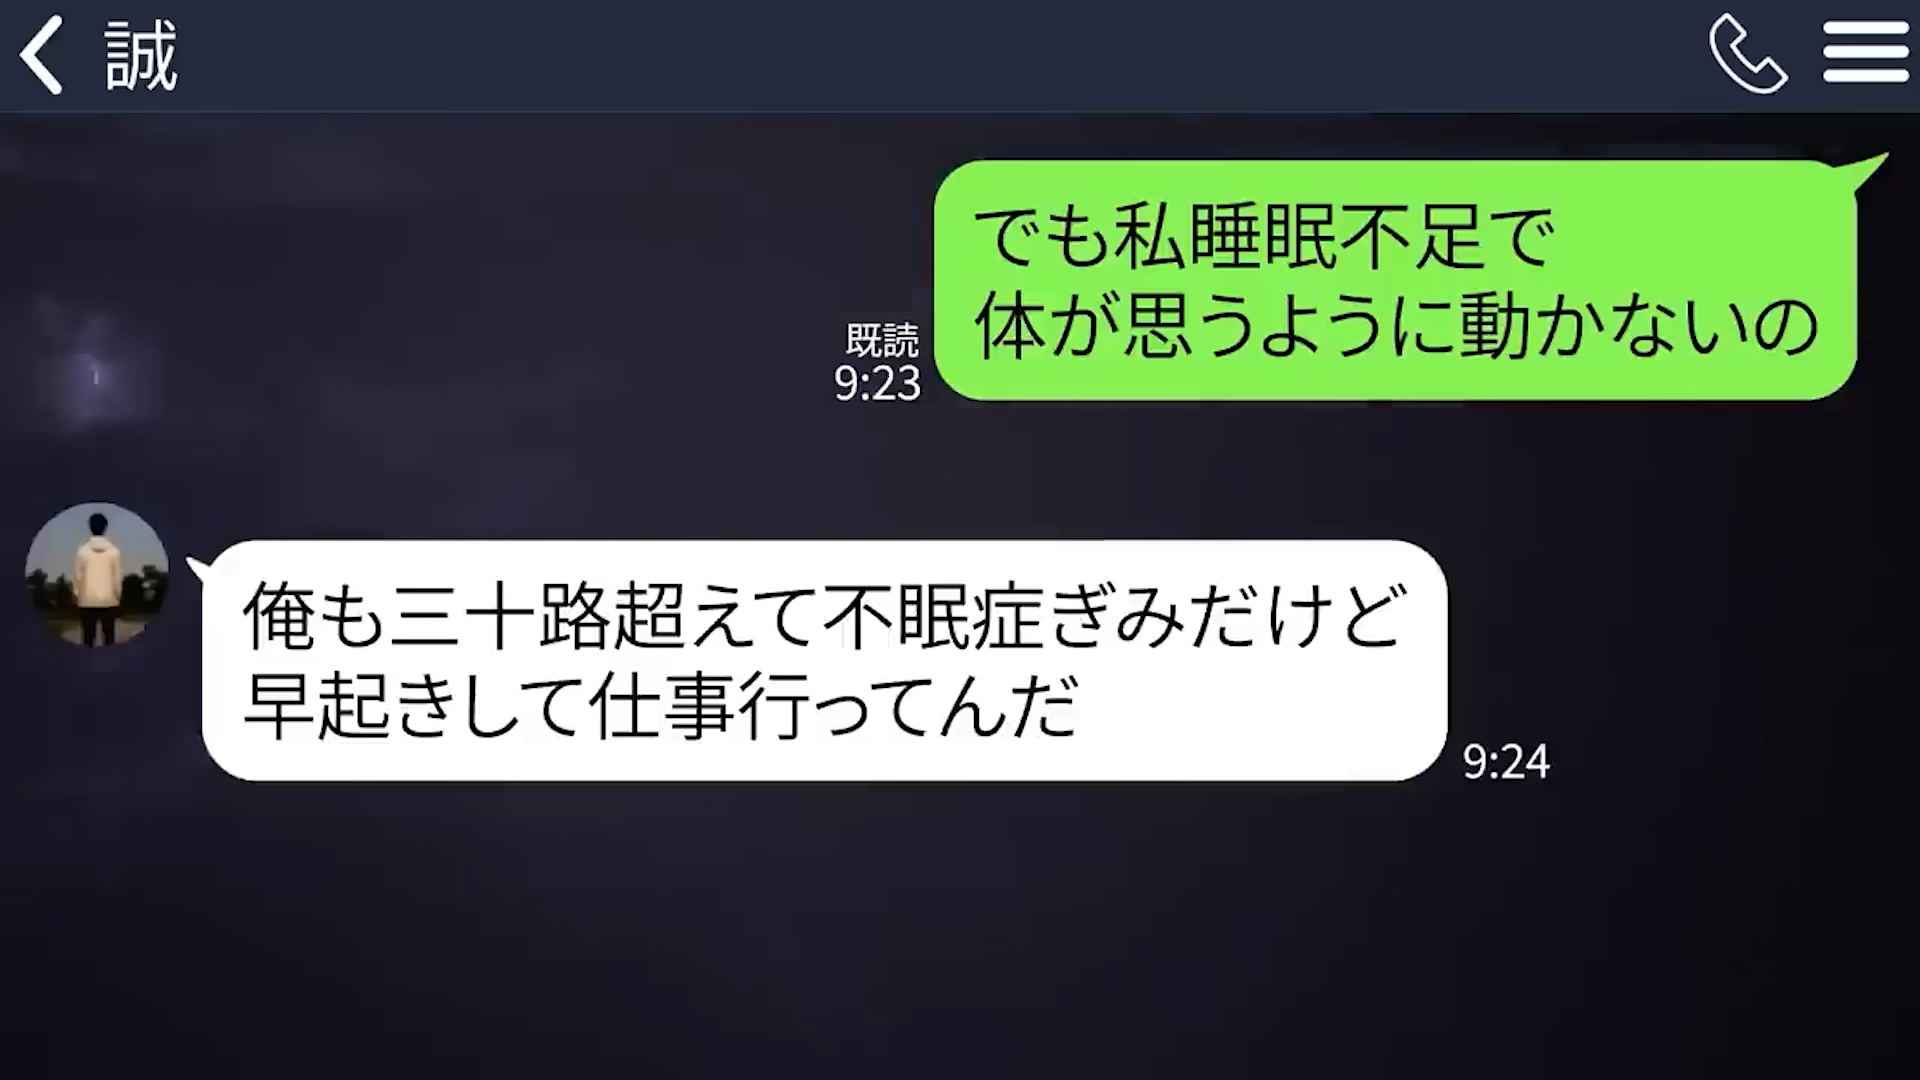 誠
でも私睡眠不足で
体が思うように動かないの
既読
9:23
俺も三十路超えて不眠症ぎみだけど
早起きして仕事行ってんだ
9:24